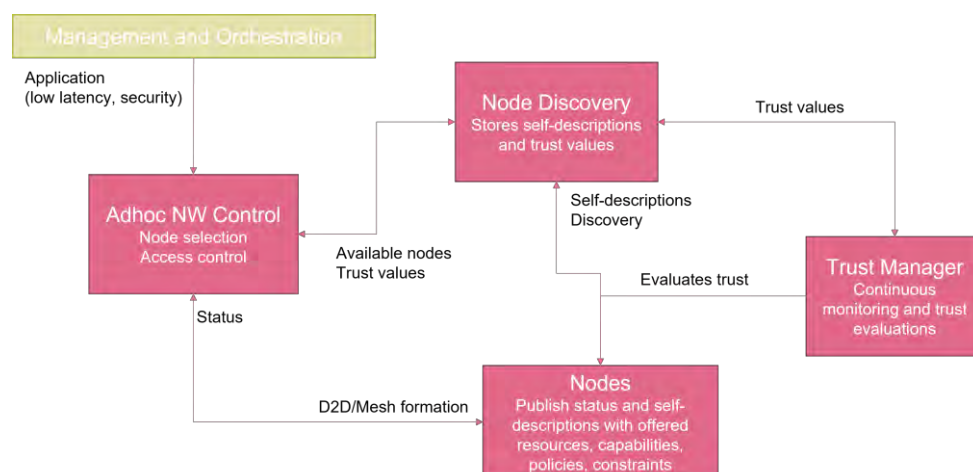 Management and Orchestration
Application
(low latency, security)
Node Discovery
Stores self-descriptions
and trust values
Trust values
Adhoc NW Control
Node selection
Access control
Self-descriptions
Discovery
Available nodes
Trust values
Evaluates trust
Trust Manager
Continuous
monitoring and trust
evaluations
Status
D2D/Mesh formation
Nodes
Publish status and self-
descriptions with offered
resources, capabilities,
policies, constraints